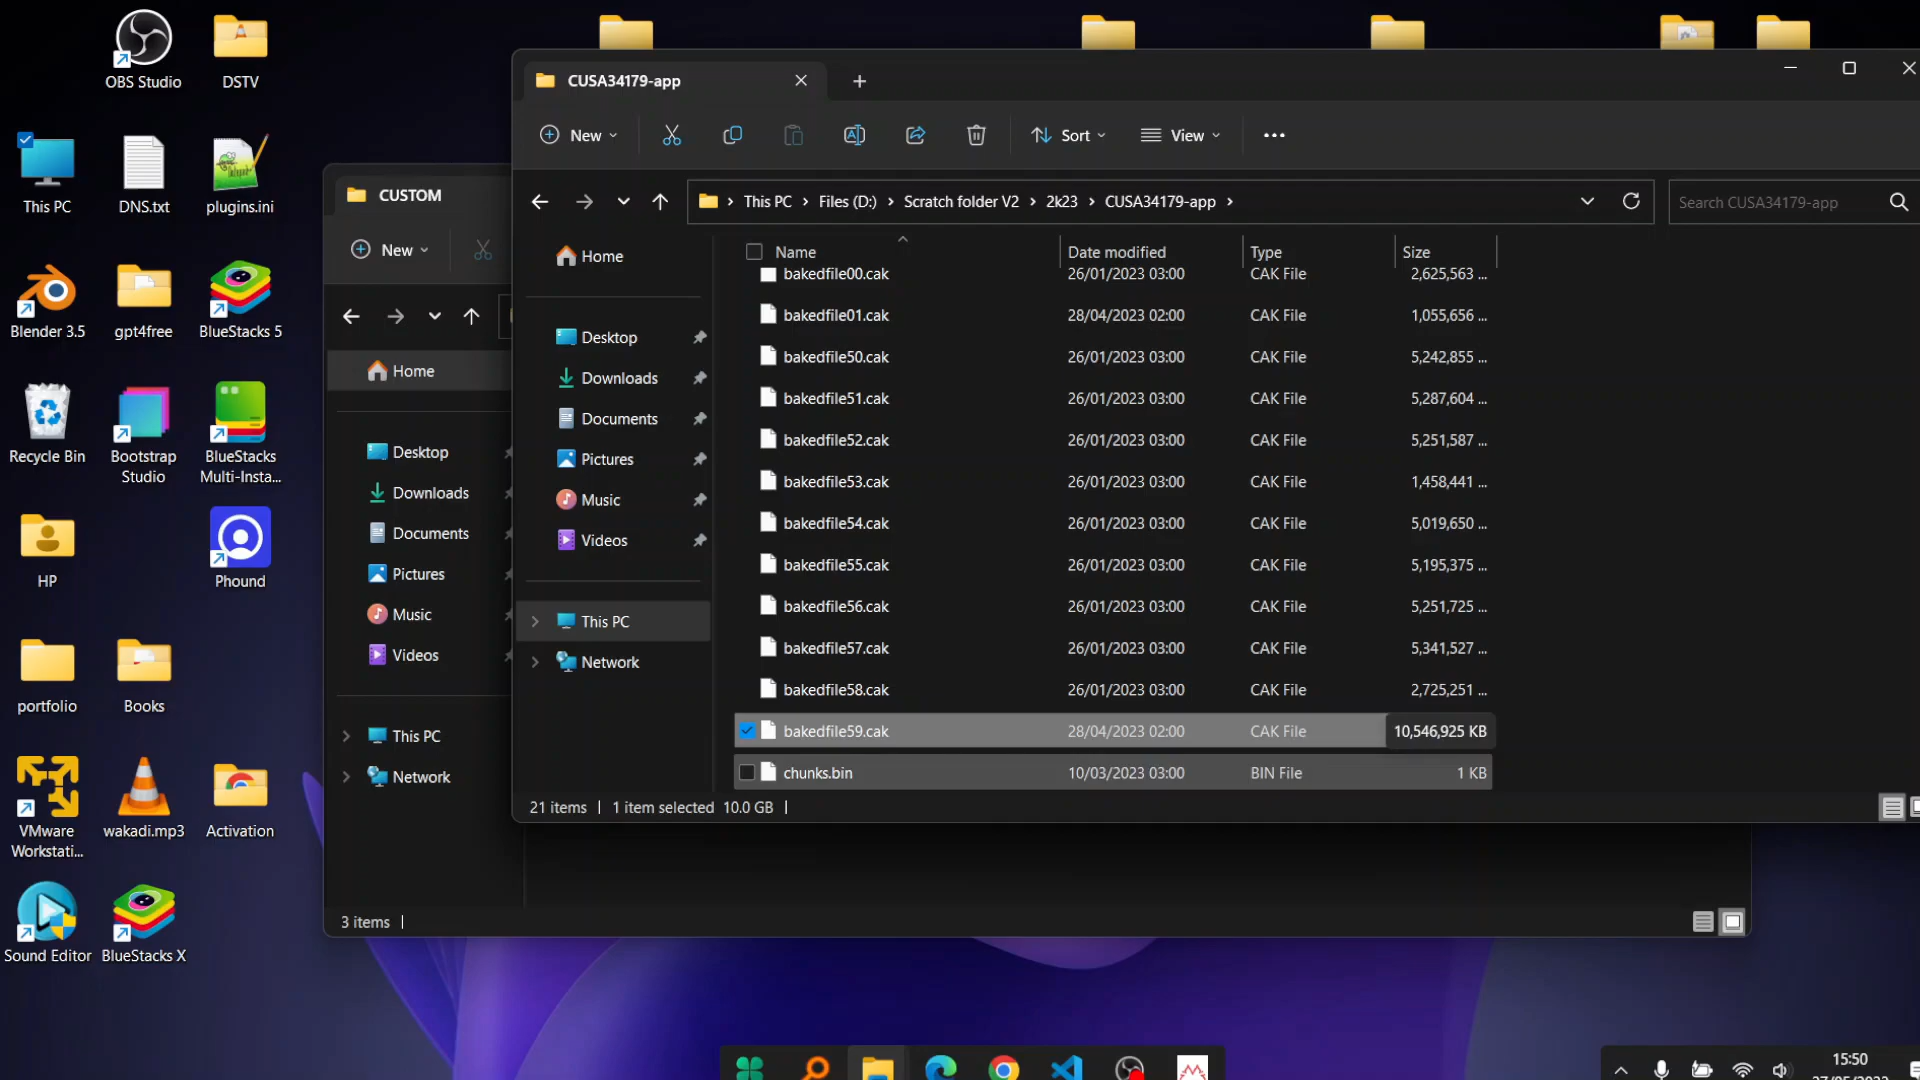 OBS Studio
DSTV
This PC
DNS.txt
plugins.ini
Blender 3.5
gpt4free
BlueStacks 5
Recycle Bin
Bootstrap
Studio
BlueStacks
Multi-Insta...
HP
Phound
portfolio
Books
VMware
Workstati...
wakadi.mp3
Activation
Sound Editor
BlueStacks X
CUSTOM
New
Home
Desktop
Downloads
Documents
Pictures
Music
Videos
This PC
Network
3 items
CUSA34179-app
New
Sort
View
This PC > Files (D:) > Scratch folder V2 > 2k23 > CUSA34179-app >
Search CUSA34179-app
Home
Desktop
Downloads
Documents
Pictures
Music
Videos
This PC
Network
Name Date modified Type Size
bakedfile00.cak 26/01/2023 03:00 CAK File 2,625,563 ...
bakedfile01.cak 28/04/2023 02:00 CAK File 1,055,656 ...
bakedfile50.cak 26/01/2023 03:00 CAK File 5,242,855 ...
bakedfile51.cak 26/01/2023 03:00 CAK File 5,287,604 ...
bakedfile52.cak 26/01/2023 03:00 CAK File 5,251,587 ...
bakedfile53.cak 26/01/2023 03:00 CAK File 1,458,441 ...
bakedfile54.cak 26/01/2023 03:00 CAK File 5,019,650 ...
bakedfile55.cak 26/01/2023 03:00 CAK File 5,195,375 ...
bakedfile56.cak 26/01/2023 03:00 CAK File 5,251,725 ...
bakedfile57.cak 26/01/2023 03:00 CAK File 5,341,527 ...
bakedfile58.cak 26/01/2023 03:00 CAK File 2,725,251 ...
bakedfile59.cak 28/04/2023 02:00 CAK File 10,546,925 KB
chunks.bin 10/03/2023 03:00 BIN File 1 KB
21 items | 1 item selected 10.0 GB |
15:50